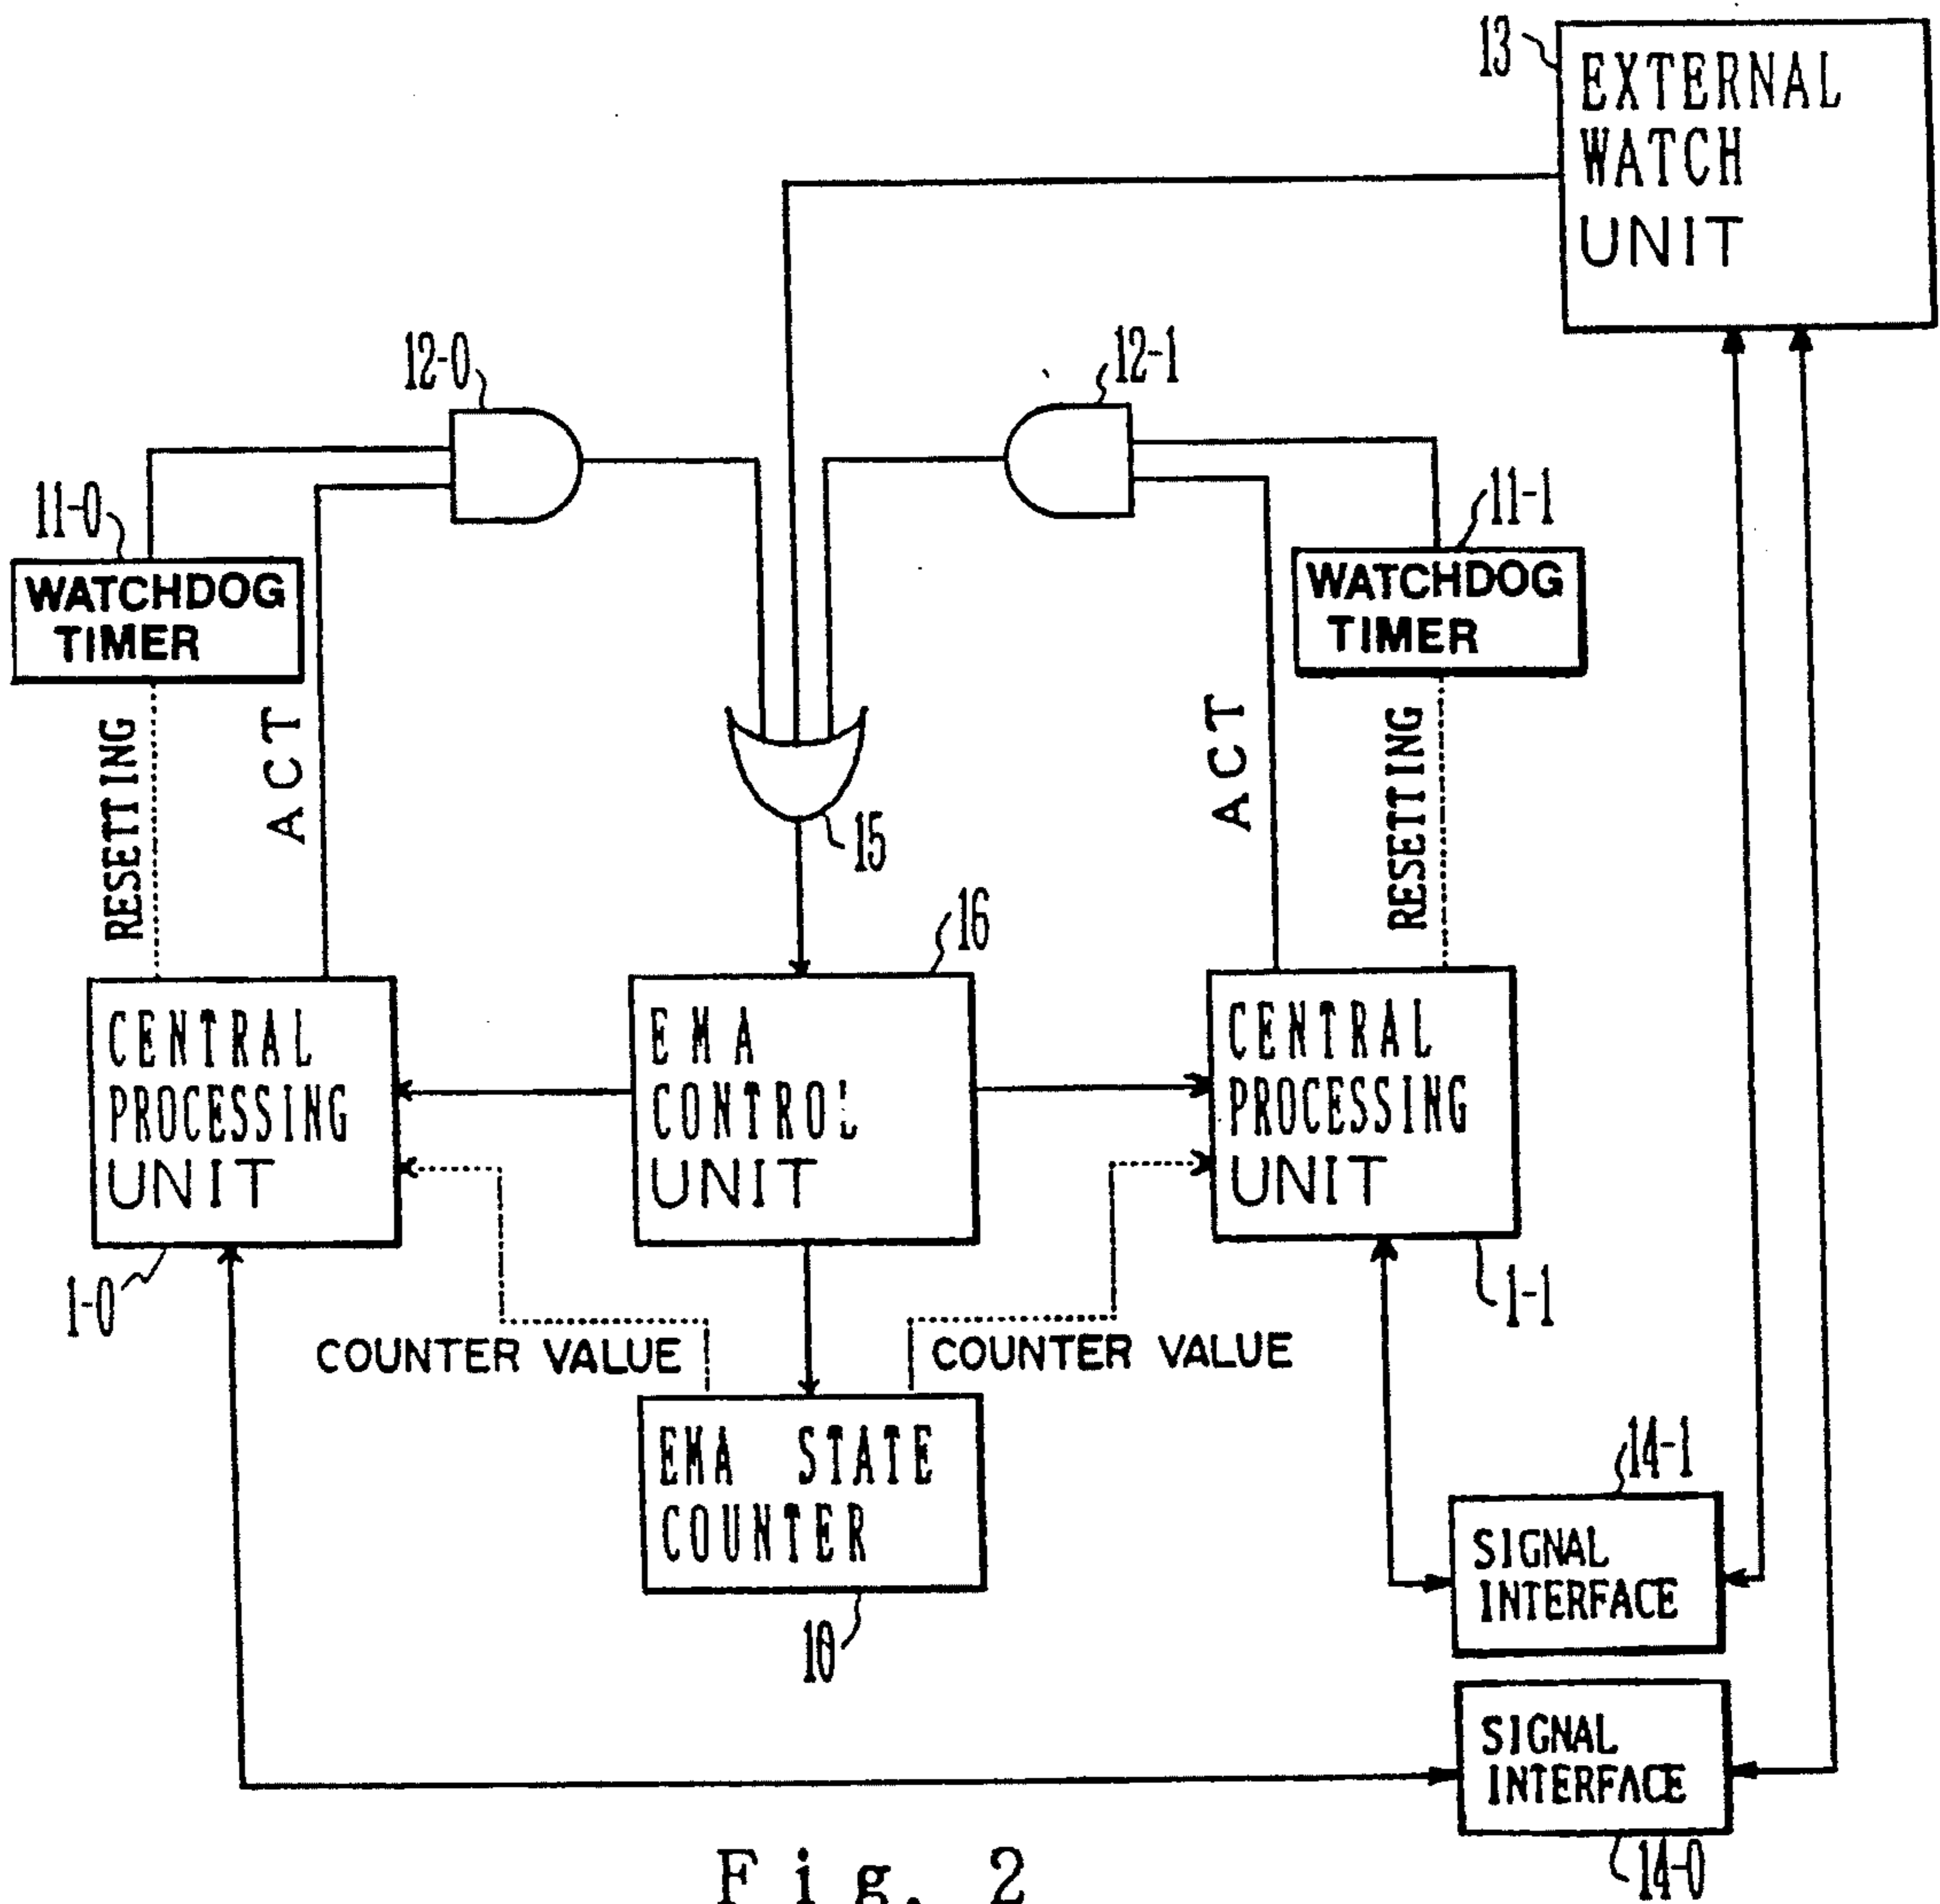 13
EXTERNAL
WATCH
UNIT
12-0
12-1
11-0
WATCHDOG
TIMER
11-1
WATCHDOG
TIMER
RESETTING
ACT
15
ACT
RESETTING
16
CENTRAL
PROCESSING
UNIT
EMA
CONTROL
UNIT
CENTRAL
PROCESSING
UNIT
1-0
1-1
COUNTER VALUE
COUNTER VALUE
EMA STATE
COUNTER
10
14-1
SIGNAL
INTERFACE
SIGNAL
INTERFACE
14-0
Fig. 2